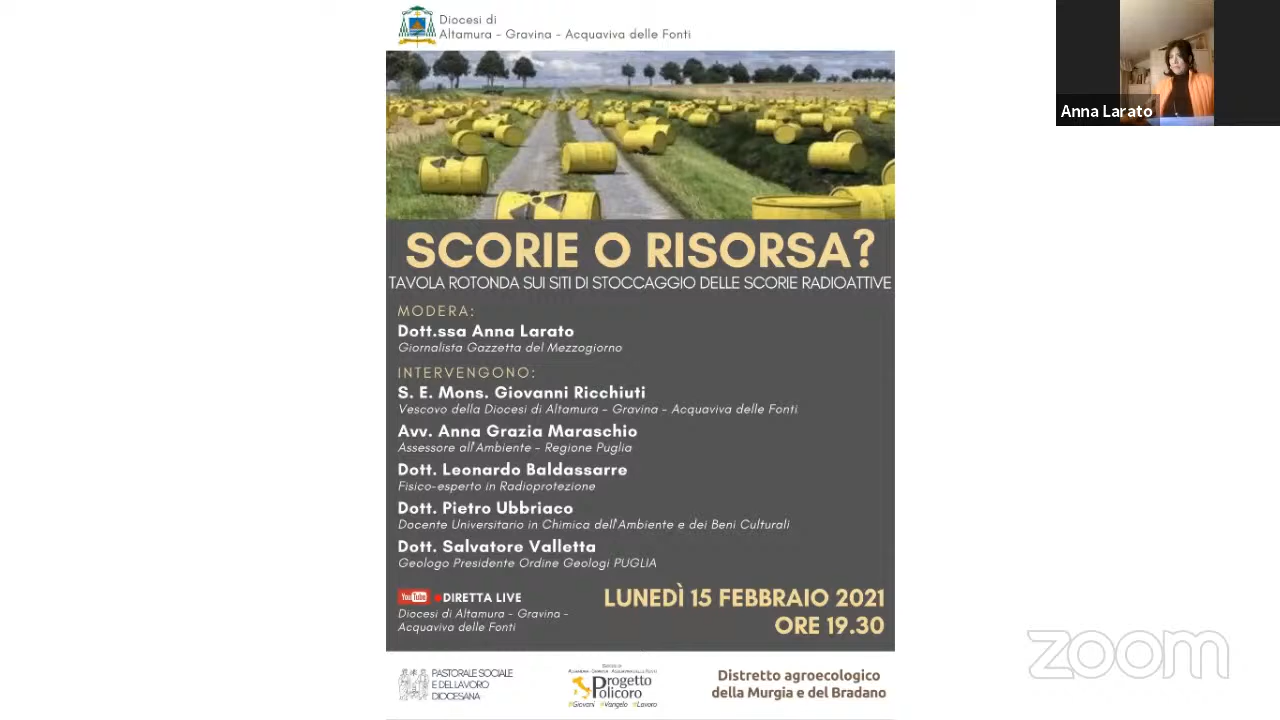 Diocesi di
Altamura - Gravina - Acquaviva delle Fonti
Anna Larato
SCORIE O RISORSA?
TAVOLA ROTONDA SUI SITI DI STOCCAGGIO DELLE SCORIE RADIOATTIVE
MODERA:
Dott.ssa Anna Larato
Giornalista Gazzetta del Mezzogiorno
INTERVENGONO:
S. E. Mons. Giovanni Ricchiuti
Vescovo della Diocesi di Altamura - Gravina - Acquaviva delle Fonti
Avv. Anna Grazia Maraschio
Assessore all'Ambiente - Regione Puglia
Dott. Leonardo Baldassarre
Fisico-esperto in Radioprotezione
Dott. Pietro Ubbriaco
Docente Universitario in Chimica dell'Ambiente e dei Beni Culturali
Dott. Salvatore Valletta
Geologo Presidente Ordine Geologi PUGLIA
YouTube DIRETTA LIVE
Diocesi di Altamura - Gravina -
Acquaviva delle Fonti
LUNEDÌ 15 FEBBRAIO 2021
ORE 19.30
zoom
PASTORALE SOCIALE
E DEL LAVORO
DIOCESANA
Progetto
Policoro
#Giovani #Vangelo #Lavoro
Distretto agroecologico
della Murgia e del Bradano